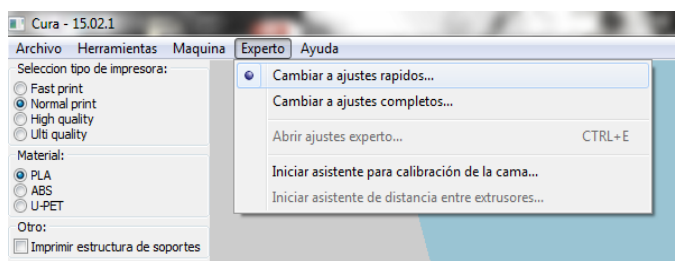 Cura - 15.02.1
Archivo Herramientas Maquina Experto Ayuda
Seleccion tipo de impresora:
Fast print
Normal print
High quality
Ulti quality
Material:
PLA
ABS
U-PET
Otro:
Imprimir estructura de soportes
Cambiar a ajustes rapidos...
Cambiar a ajustes completos...
Abrir ajustes experto... CTRL+E
Iniciar asistente para calibración de la cama...
Iniciar asistente de distancia entre extrusores...